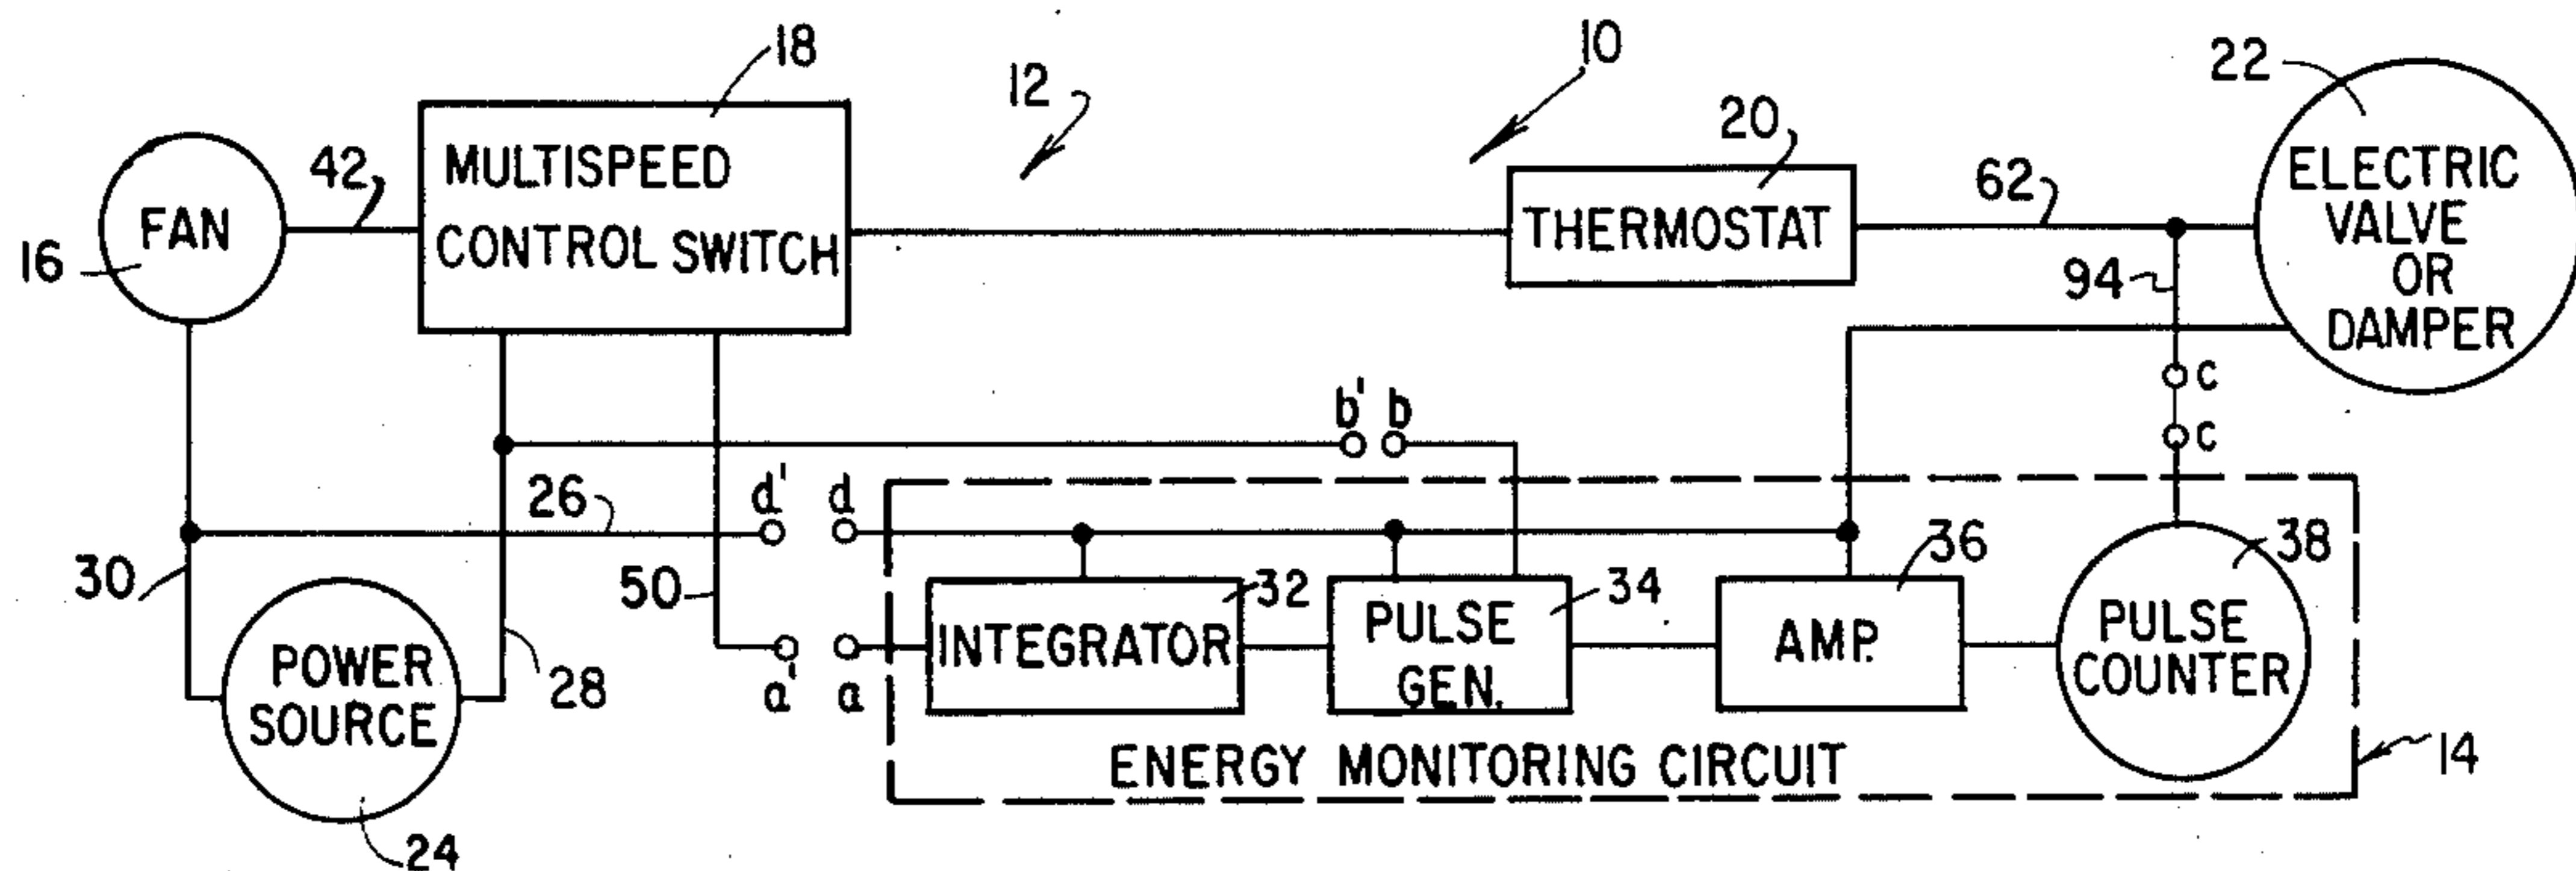 18
12
10
22
20
42
MULTISPEED
CONTROL SWITCH
FAN
16
THERMOSTAT
62
ELECTRIC
VALVE
OR
DAMPER
94
c
c
b' b
26
d' d
30
50
a' a
28
POWER
SOURCE
24
INTEGRATOR
32
PULSE
GEN.
34
AMP.
36
PULSE
COUNTER
38
ENERGY MONITORING CIRCUIT
14